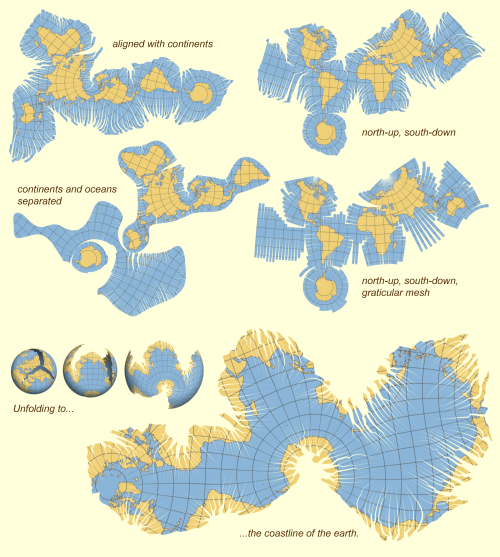 aligned with continents
north-up, south-down
continents and oceans
separated
north-up, south-down,
graticular mesh
Unfolding to...
...the coastline of the earth.